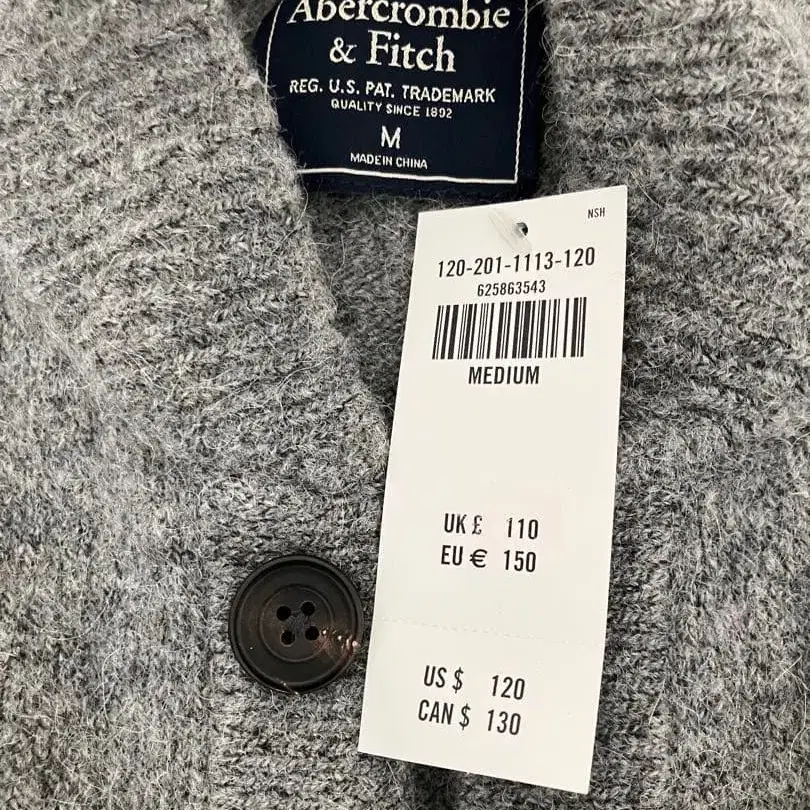 Abercrombie
& Fitch
REG. U.S. PAT. TRADEMARK
QUALITY SINCE 1892
M
MADE IN CHINA
NSH
120-201-1113-120
625863543
MEDIUM
UK £ 110
EU € 150
US $ 120
CAN $ 130